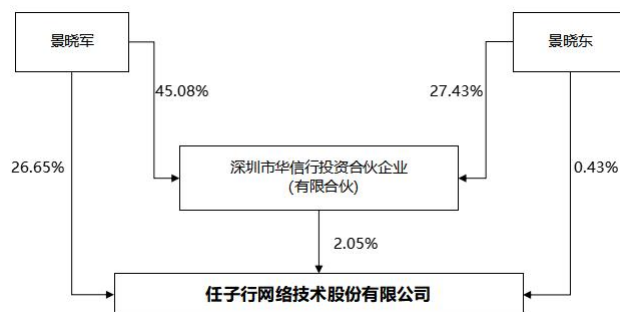 景晓军
景晓东
45.08%
27.43%
26.65%
深圳市华信行投资合伙企业
(有限合伙)
0.43%
2.05%
任子行网络技术股份有限公司